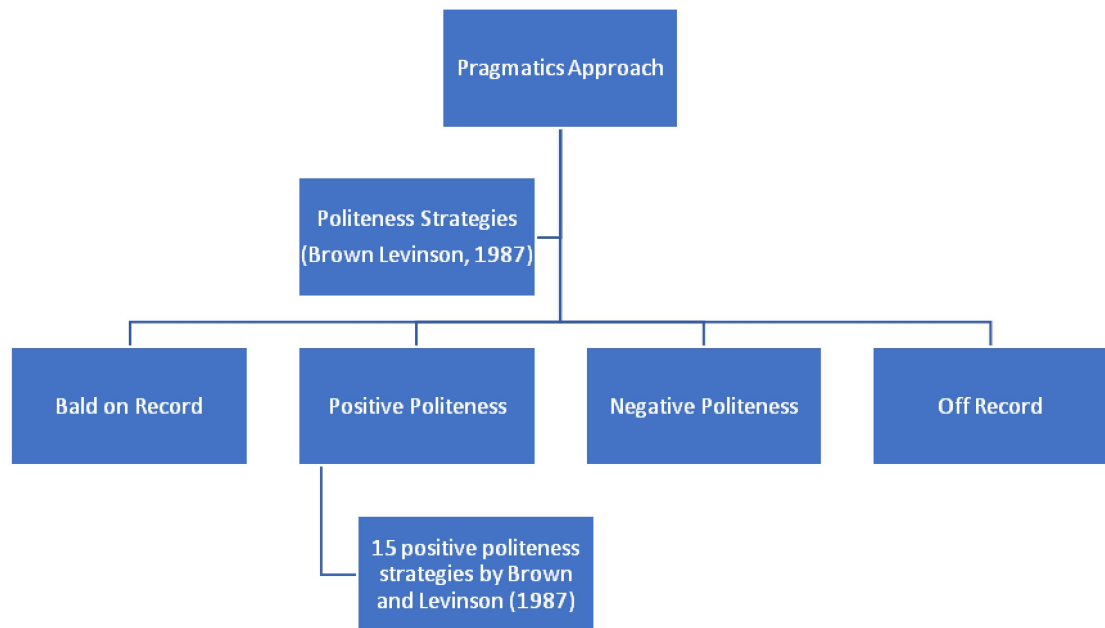 Pragmatics Approach
Politeness Strategies
(Brown Levinson, 1987)
Bald on Record
Positive Politeness
Negative Politeness
Off Record
15 positive politeness
strategies by Brown
and Levinson (1987)